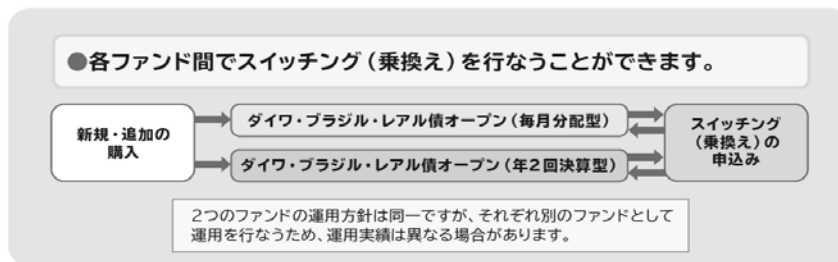 ●各ファンド間でスイッチング（乗換え）を行なうことができます。
新規・追加の
購入
ダイワ・ブラジル・レアル債オープン（毎月分配型）
ダイワ・ブラジル・レアル債オープン（年2回決算型）
スイッチング
（乗換え）の
申込み
2つのファンドの運用方針は同一ですが、それぞれ別のファンドとして
運用を行なうため、運用実績は異なる場合があります。